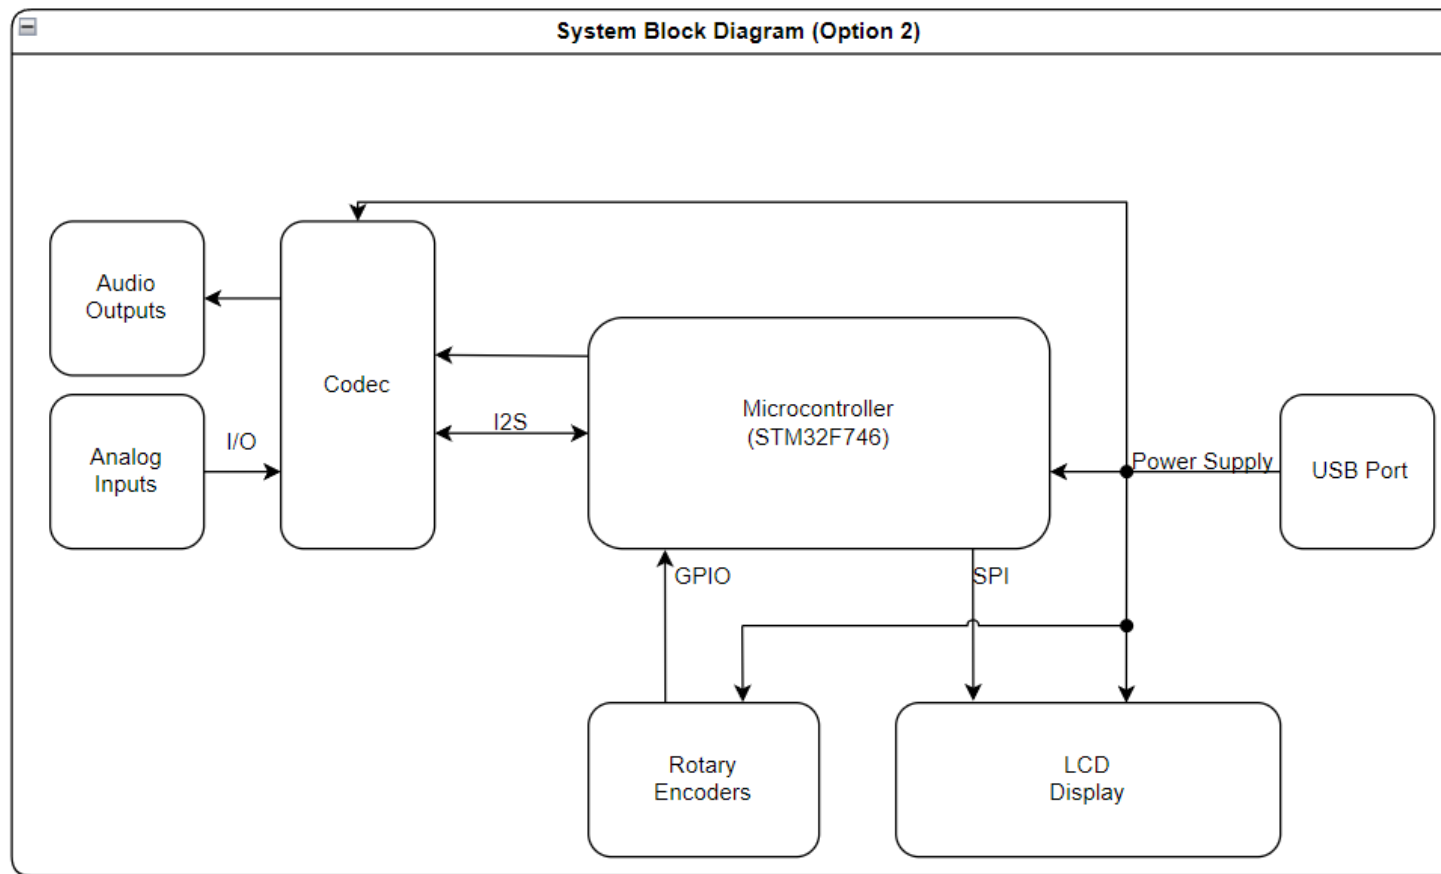 System Block Diagram (Option 2)
Audio
Outputs
Codec
I/O
Analog
Inputs
I2S
Microcontroller
(STM32F746)
Power Supply
USB Port
GPIO
SPI
Rotary
Encoders
LCD
Display